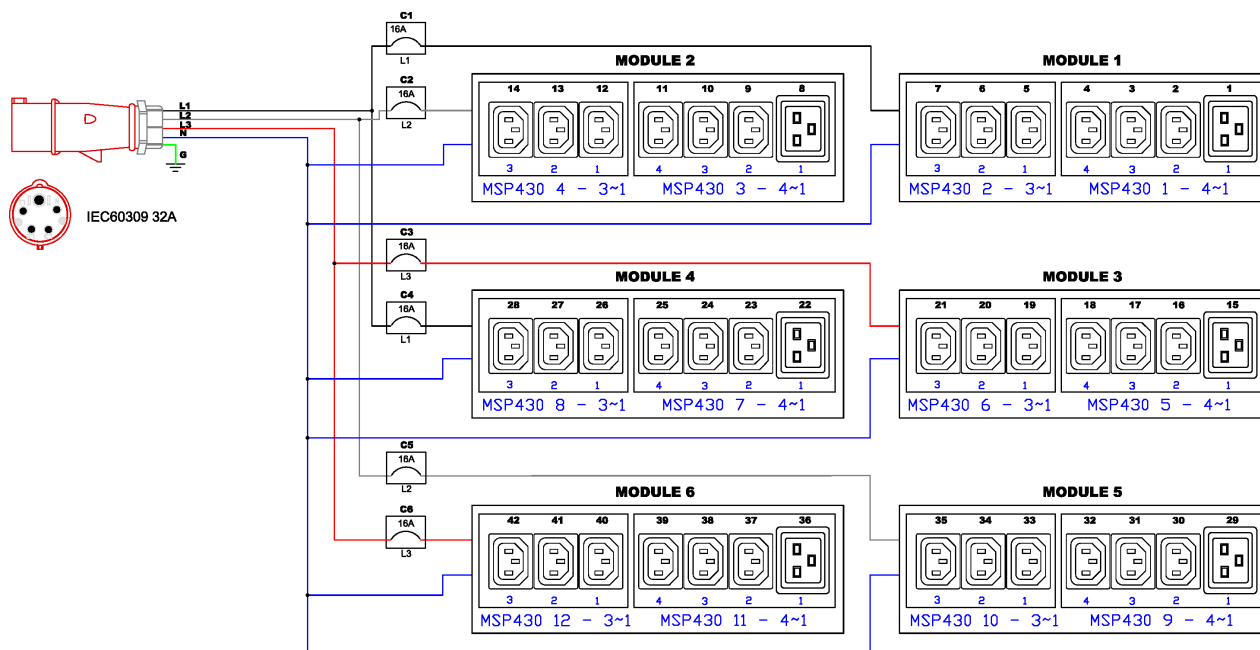 C1
16A
L1
C2
16A
L2
MODULE 2
MODULE 1
14 13 12 11 10 9 8
7 6 5 4 3 2 1
3 2 1 4 3 2 1
3 2 1 4 3 2 1
MSP430 4 - 3~1 MSP430 3 - 4~1
MSP430 2 - 3~1 MSP430 1 - 4~1
L1
L2
L3
N
G
IEC60309 32A
C3
16A
L3
C4
16A
L1
MODULE 4
MODULE 3
28 27 26 25 24 23 22
21 20 19 18 17 16 15
3 2 1 4 3 2 1
3 2 1 4 3 2 1
MSP430 8 - 3~1 MSP430 7 - 4~1
MSP430 6 - 3~1 MSP430 5 - 4~1
C5
16A
L2
C6
16A
L3
MODULE 6
MODULE 5
42 41 40 39 38 37 36
35 34 33 32 31 30 29
3 2 1 4 3 2 1
3 2 1 4 3 2 1
MSP430 12 - 3~1 MSP430 11 - 4~1
MSP430 10 - 3~1 MSP430 9 - 4~1